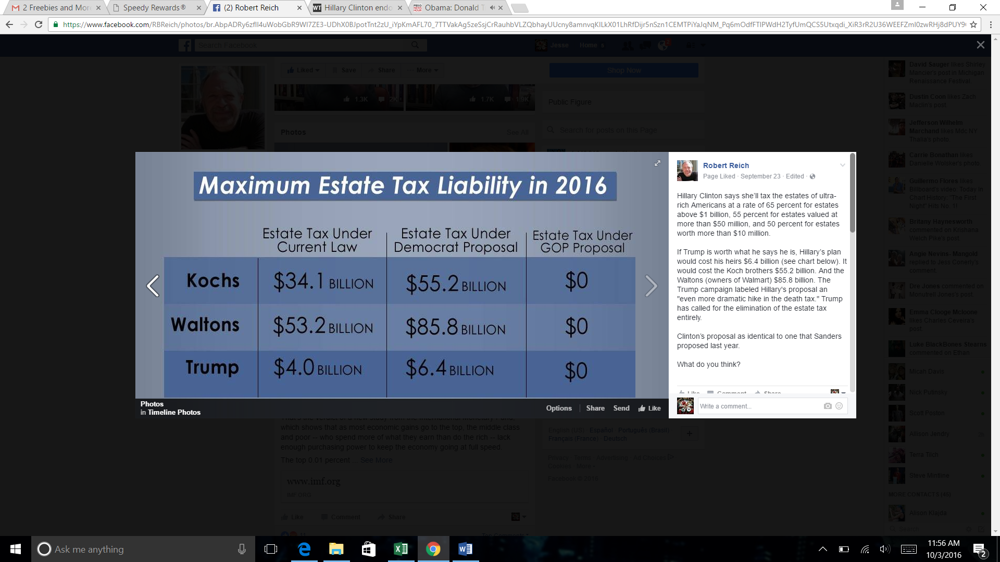 2 Freebies and More
Speedy Rewards®
(2) Robert Reich
Hillary Clinton endo
Obama: Donald T
Search Facebook
Jesse
Home
Liked
Save
Share
More
Shop Now
1.3K
2K
1.7K
1.9K
Public Figure
Photos
See All
Search for posts on this Page
Maximum Estate Tax Liability in 2016
Estate Tax Under
Current Law
Estate Tax Under
Democrat Proposal
Estate Tax Under
GOP Proposal
Kochs $34.1 BILLION $55.2 BILLION $0
Waltons $53.2 BILLION $85.8 BILLION $0
Trump $4.0 BILLION $6.4 BILLION $0
Photos
in Timeline Photos
Options
Share
Send
Like
Robert Reich
Page Liked · September 23 · Edited ·
Hillary Clinton says she'll tax the estates of ultra-
rich Americans at a rate of 65 percent for estates
above $1 billion, 55 percent for estates valued at
more than $50 million, and 50 percent for estates
worth more than $10 million.
If Trump is worth what he says he is, Hillary's plan
would cost his heirs $6.4 billion (see chart below). It
would cost the Koch brothers $55.2 billion. And the
Waltons (owners of Walmart) $85.8 billion. The
Trump campaign labeled Hillary's proposal an
"even more dramatic hike in the death tax." Trump
has called for the elimination of the estate tax
entirely.
Clinton's proposal as identical to one that Sanders
proposed last year.
What do you think?
Like
Comment
Share
Write a comment...
which shows that as most economic gains go to the top, the middle class
and poor -- who spend more of what they earn than do the rich -- lack
enough purchasing power to keep the economy going at full speed.
The top 0.01 percent ... See More
www.imf.org
IMF.ORG
Like
Comment
Share
English (US) · Español · Português (Brasil)
Français (France) · Deutsch
Privacy · Terms · Advertising · Ad Choices
Cookies · More
Facebook © 2016
David Sauger likes Shirley
Mancier's post in Michigan
Renaissance Festival.
Dustin Coon likes Zach
Maclin's post.
Jefferson Wilhelm
Marchand likes Mdc NY
Thalia's photo.
Carrie Bonathan likes
Danielle Wolsker's photo.
Guillermo Flores likes
Billboard's video: Today in
Chart History: "The First
Night" Hits No. 1!
Britany Haynesworth
commented on Krishana
Welch Pike's post.
Angie Nevins- Mangold
replied to Jess Conerly's
comment.
Dre Jones commented on
Monutrell Jones's post.
Emma Clooge Mcloone
likes Charles Ceveira's
post.
Luke BlackBones Stearns
commented on Ethan
Micah Davis
Nick Putinsky
Scott Poston
Allison Jendry
Terra Tilch
Steve Mintline
MORE CONTACTS (45)
Alison Klajda
Search
Ask me anything
11:56 AM
10/3/2016
2